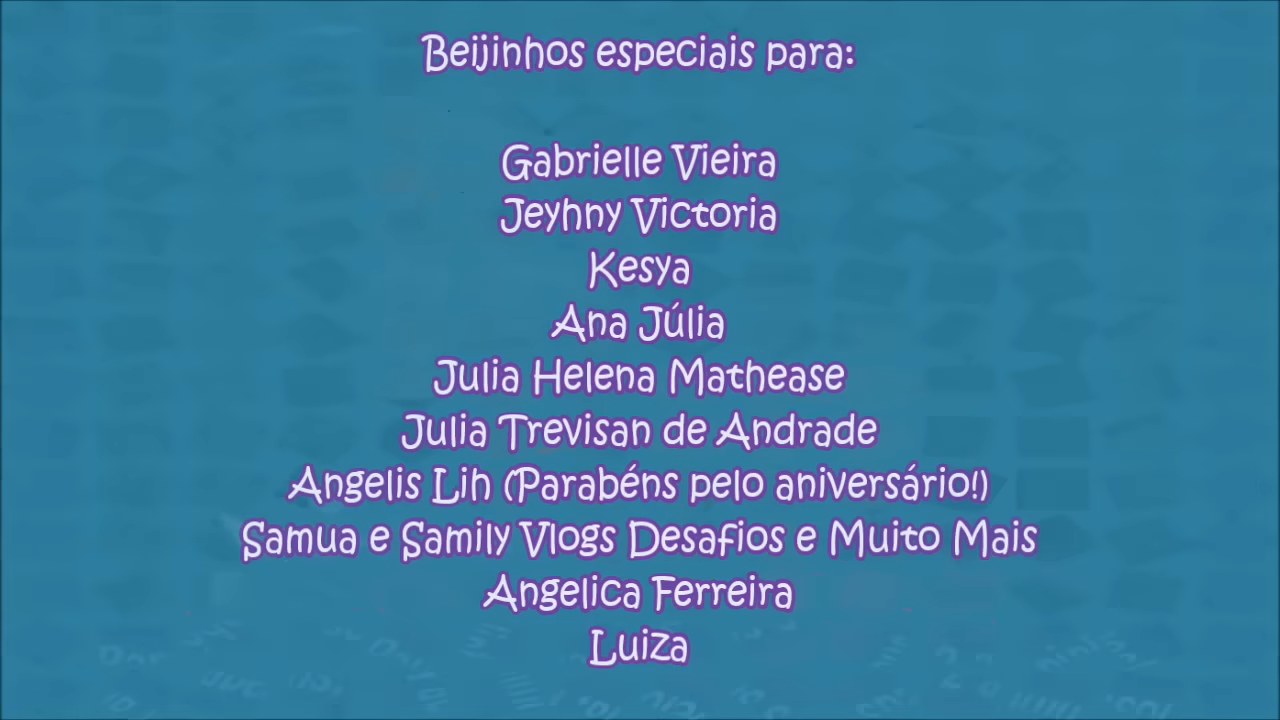 Beijinhos especiais para:
Gabrielle Vieira
Jeyhny Victoria
Kesya
Ana Júlia
Julia Helena Mathease
Julia Trevisan de Andrade
Angelis Lih (Parabéns pelo aniversário!)
Samua e Samily Vlogs Desafios e Muito Mais
Angelica Ferreira
Luiza